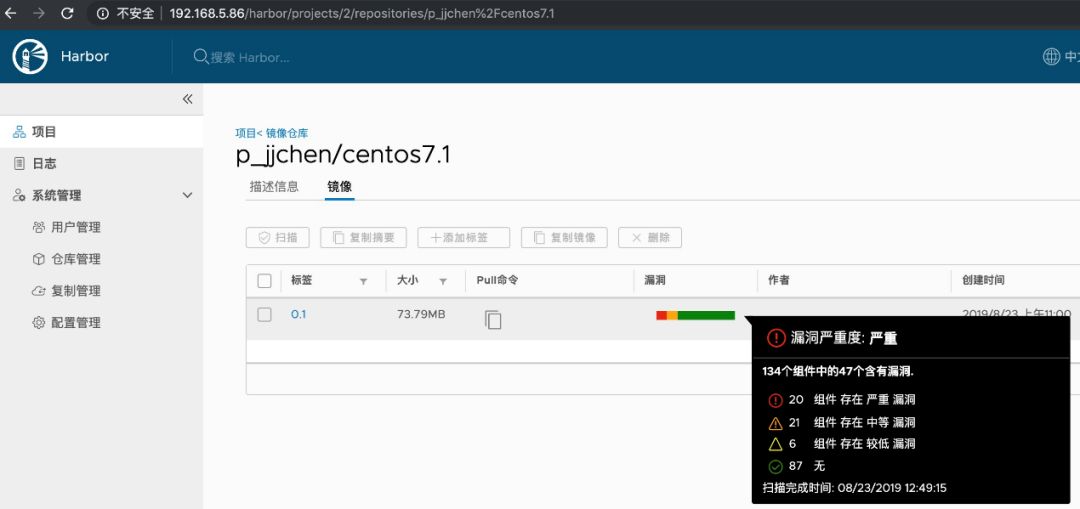 不安全 192.168.5.86/harbor/projects/2/repositories/p_jjchen%2Fcentos7.1
Harbor 搜索 Harbor...
项目
日志
系统管理
用户管理
仓库管理
复制管理
配置管理
项目< 镜像仓库
p_jjchen/centos7.1
描述信息 镜像
扫描 复制摘要 +添加标签 复制镜像 × 删除
标签 大小 Pull命令 漏洞 作者 创建时间
0.1 73.79MB 2019/8/23 上午11:00
漏洞严重度: 严重
134个组件中的47个含有漏洞.
20 组件 存在 严重 漏洞
21 组件 存在 中等 漏洞
6 组件 存在 较低 漏洞
87 无
扫描完成时间: 08/23/2019 12:49:15